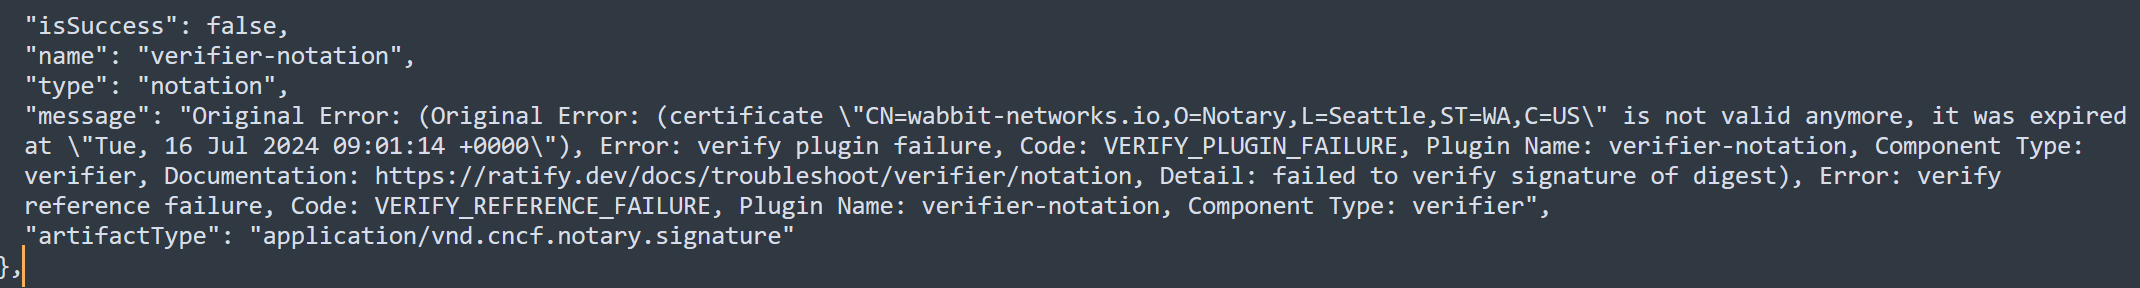 "isSuccess": false,
"name": "verifier-notation",
"type": "notation",
"message": "Original Error: (Original Error: (certificate \"CN=wabbit-networks.io,O=Notary,L=Seattle,ST=WA,C=US\" is not valid anymore, it was expired
at \"Tue, 16 Jul 2024 09:01:14 +0000\"), Error: verify plugin failure, Code: VERIFY_PLUGIN_FAILURE, Plugin Name: verifier-notation, Component Type:
verifier, Documentation: https://ratify.dev/docs/troubleshoot/verifier/notation, Detail: failed to verify signature of digest), Error: verify
reference failure, Code: VERIFY_REFERENCE_FAILURE, Plugin Name: verifier-notation, Component Type: verifier",
"artifactType": "application/vnd.cncf.notary.signature"
},